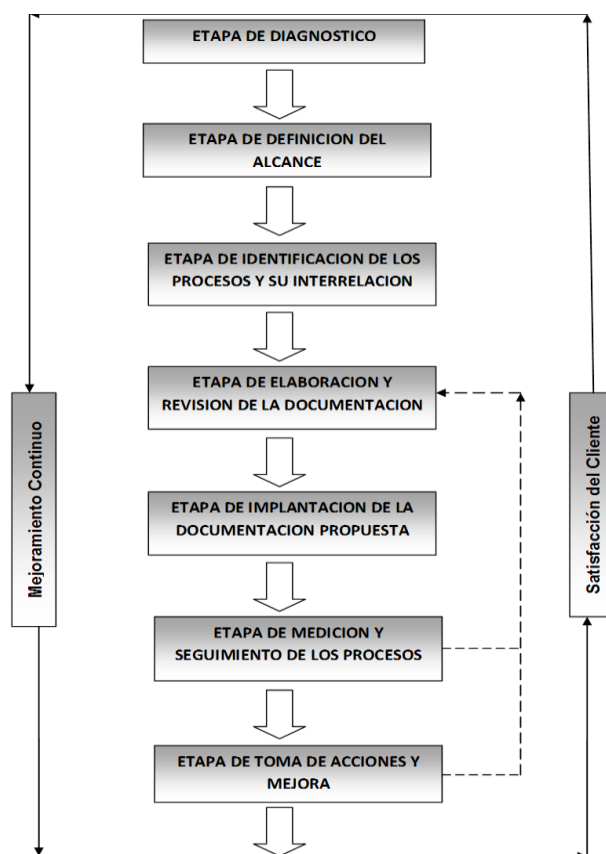 ETAPA DE DIAGNOSTICO
ETAPA DE DEFINICION DEL
ALCANCE
ETAPA DE IDENTIFICACION DE LOS
PROCESOS Y SU INTERRELACION
ETAPA DE ELABORACION Y
REVISION DE LA DOCUMENTACION
ETAPA DE IMPLANTACION DE LA
DOCUMENTACION PROPUESTA
ETAPA DE MEDICION Y
SEGUIMIENTO DE LOS PROCESOS
ETAPA DE TOMA DE ACCIONES Y
MEJORA
Mejoramiento Continuo
Satisfacción del Cliente